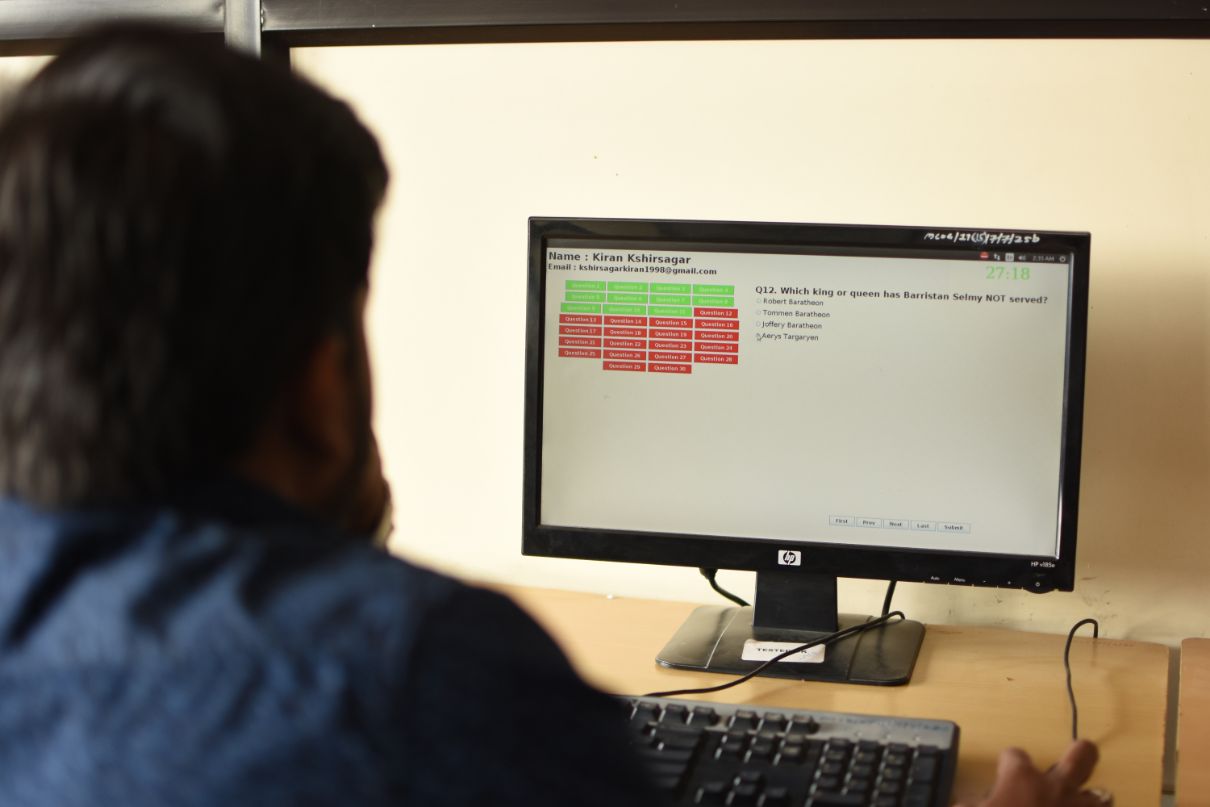 2:35 AM
Name : Kiran Kshirsagar
Email : kshirsagarkiran1998@gmail.com
27:18
Question 1 Question 2 Question 3 Question 4
Question 5 Question 6 Question 7 Question 8
Question 9 Question 10 Question 11 Question 12
Question 13 Question 14 Question 15 Question 16
Question 17 Question 18 Question 19 Question 20
Question 21 Question 22 Question 23 Question 24
Question 25 Question 26 Question 27 Question 28
Question 29 Question 30
Q12. Which king or queen has Barristan Selmy NOT served?
Robert Baratheon
Tommen Baratheon
Joffery Baratheon
Aerys Targaryen
First Prev Next Last Submit
hp
HP v185e
Auto Menu - +